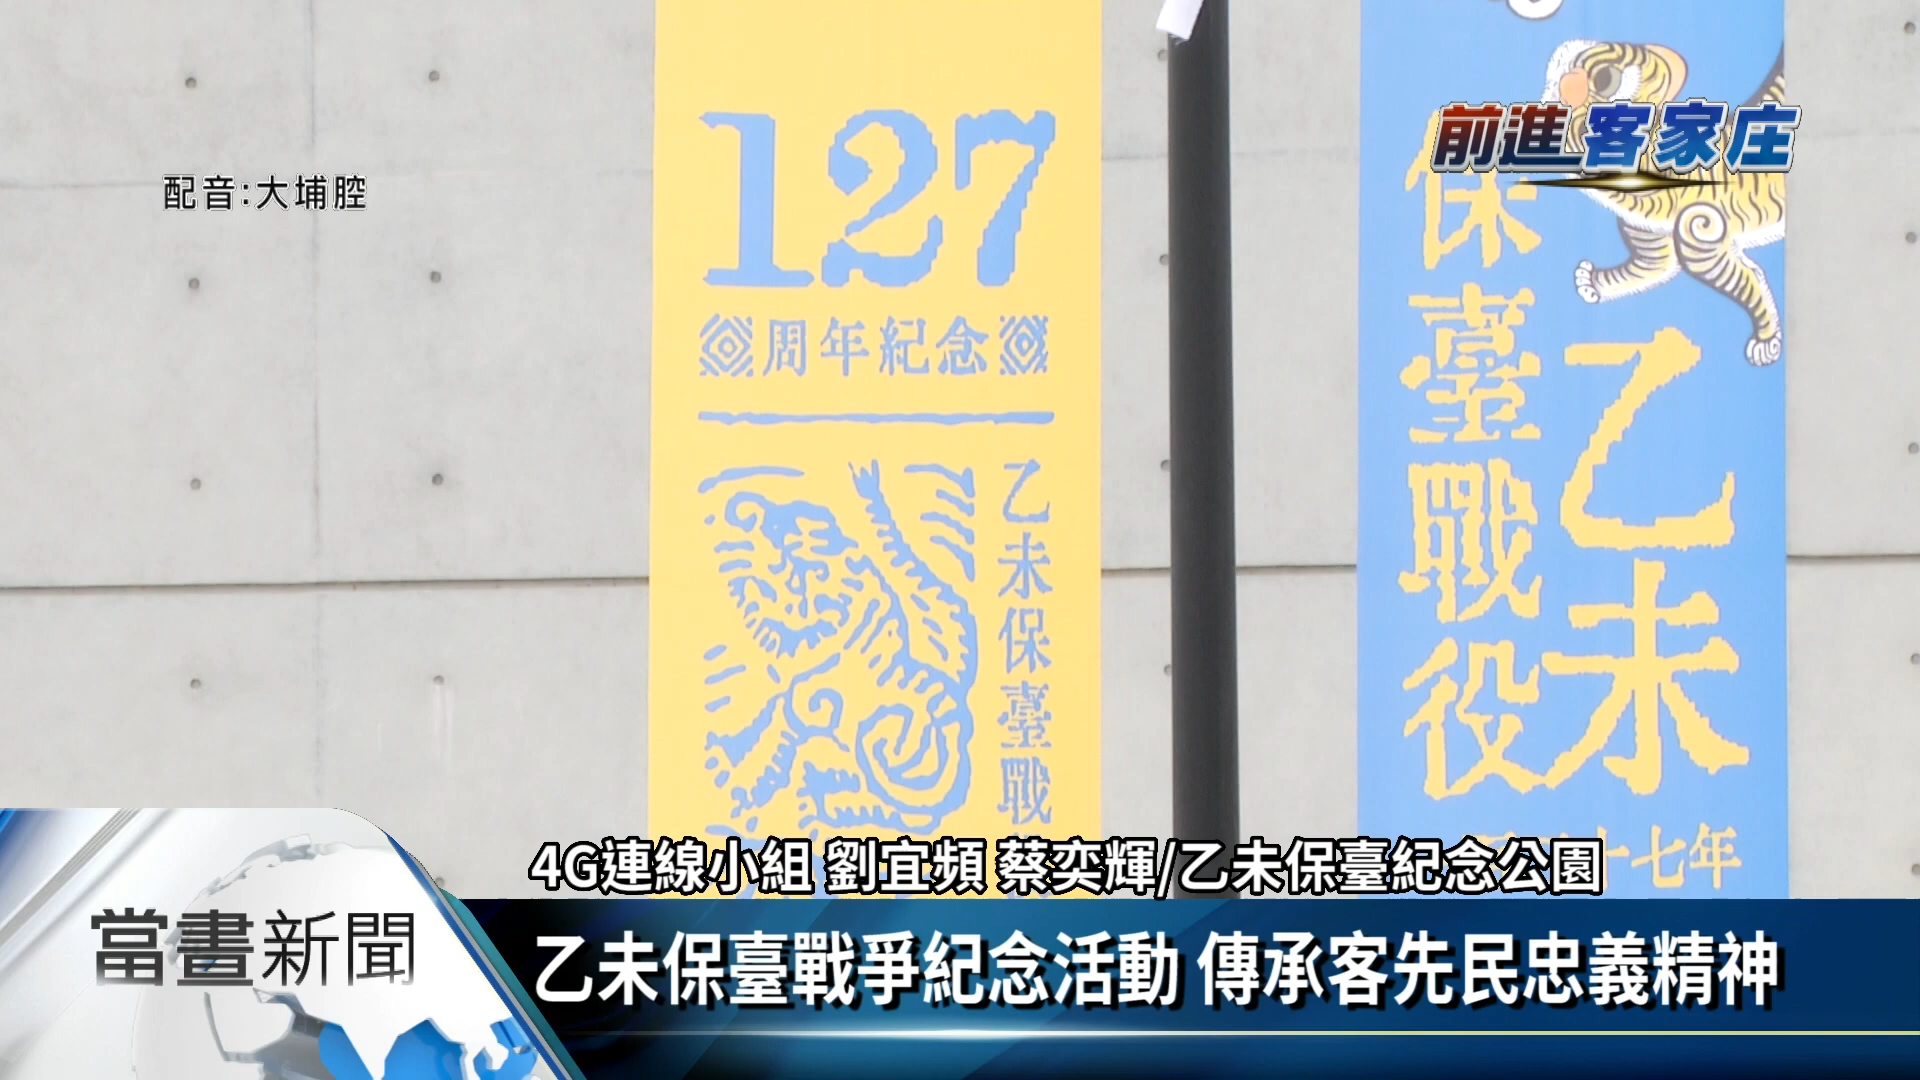 前進客家庄
配音:大埔腔
127
周年紀念
乙未保臺戰
乙未
保臺戰役
十七年
4G連線小組 劉宜頻 蔡奕輝/乙未保臺紀念公園
當晝新聞
乙未保臺戰爭紀念活動 傳承客先民忠義精神